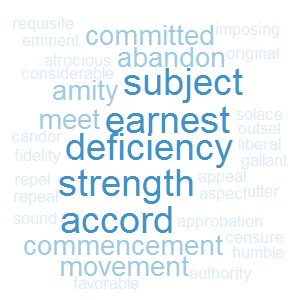 requisite imposing
eminent committed
atrocious abandon original
considerable subject
amity
meet earnest solace
outset
candor deficiency liberal
fidelity gallant
repel strength appeal
repeal aspect utter
sound accord approbation
commencement censure
humble
movement authority
favorable